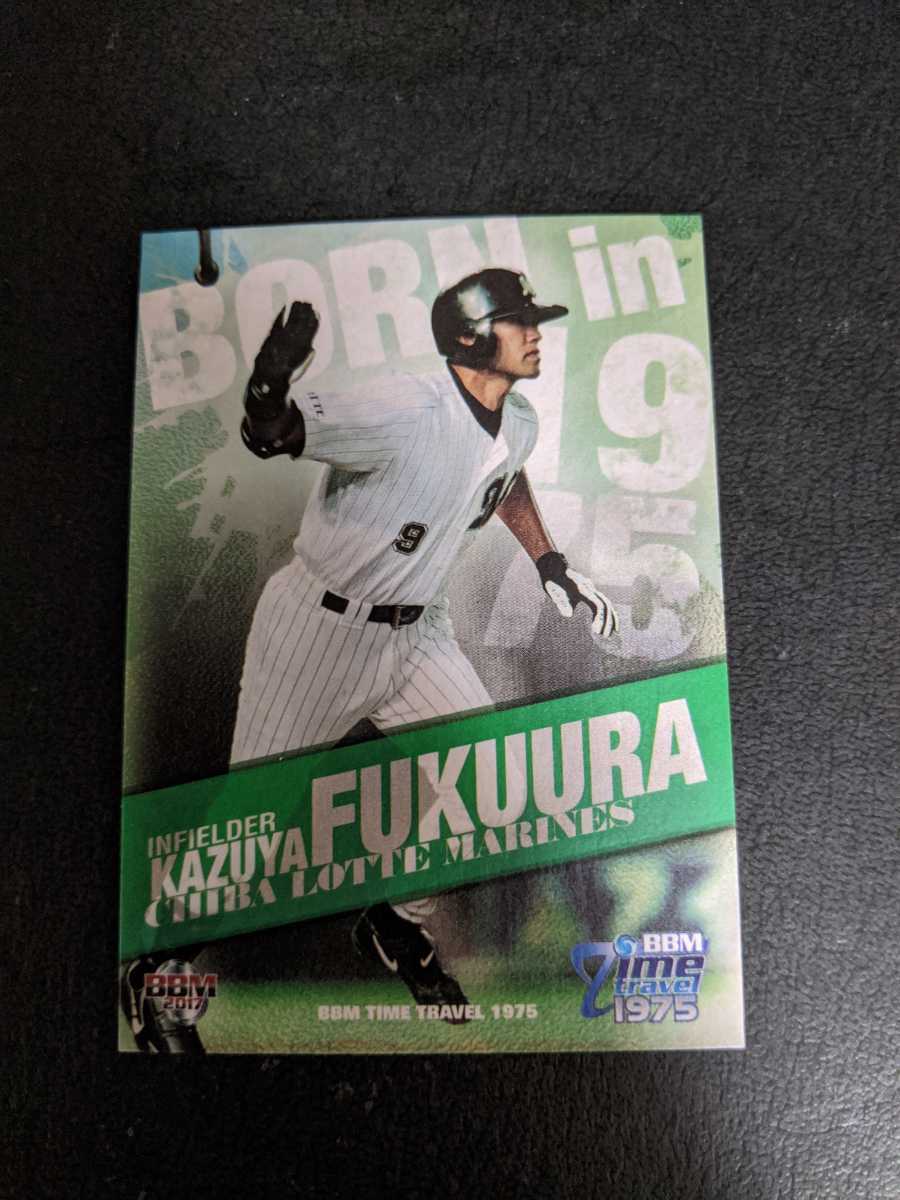 BORN in
1975
9
INFIELDER
KAZUYA FUKUURA
CHIBA LOTTE MARINES
BBM
2017
BBM TIME TRAVEL 1975
BBM
Time
travel
1975